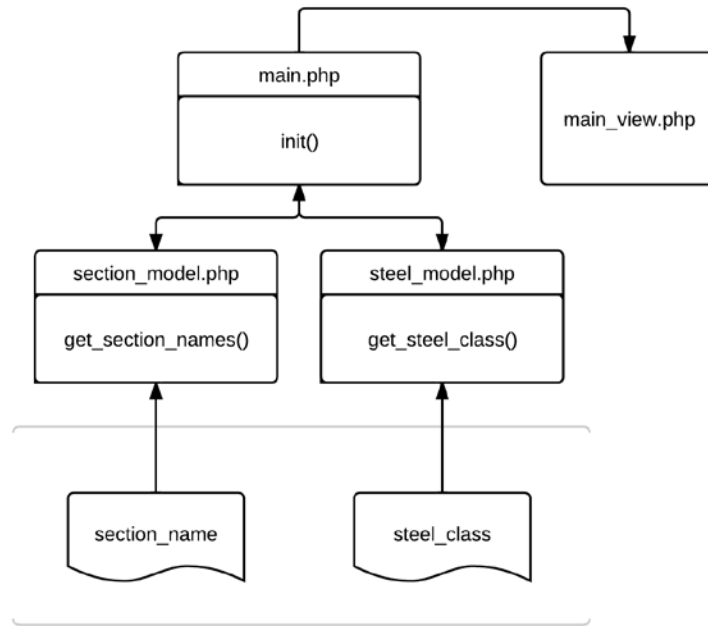 main.php
init()
main_view.php
section_model.php
get_section_names()
steel_model.php
get_steel_class()
section_name
steel_class